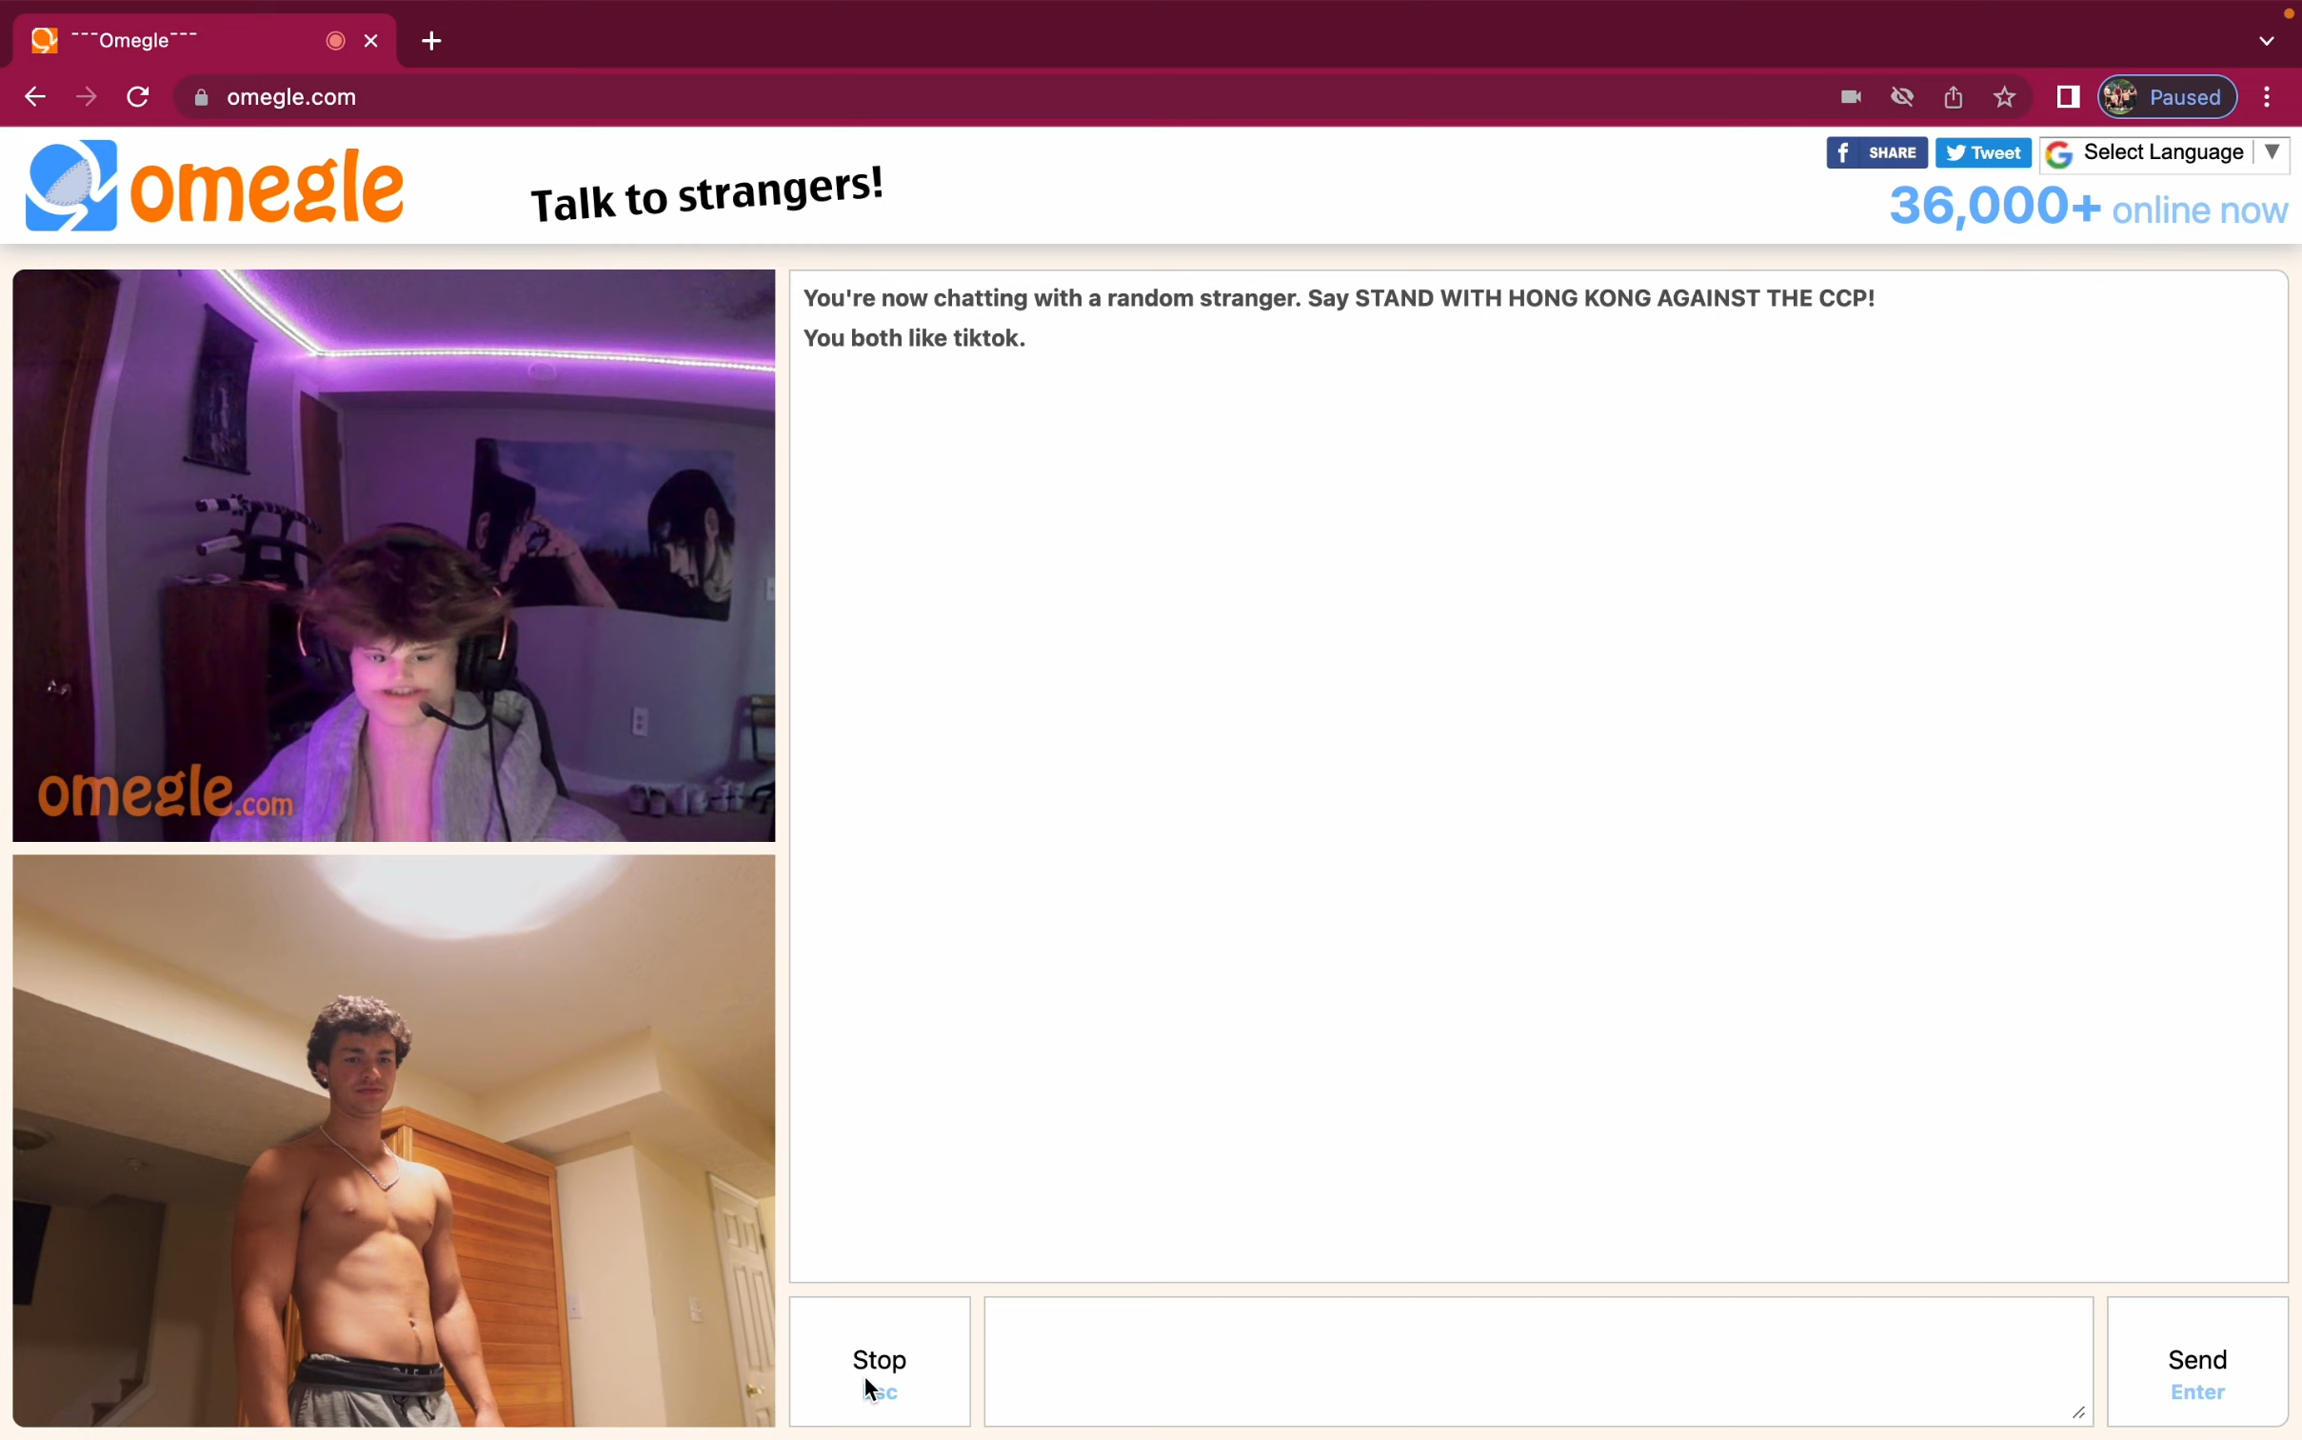 ---Omegle---
omegle.com
Paused
omegle
Talk to strangers!
SHARE
Tweet
Select Language
36,000+ online now
You're now chatting with a random stranger. Say STAND WITH HONG KONG AGAINST THE CCP!
You both like tiktok.
omegle.com
Stop
Send
Enter